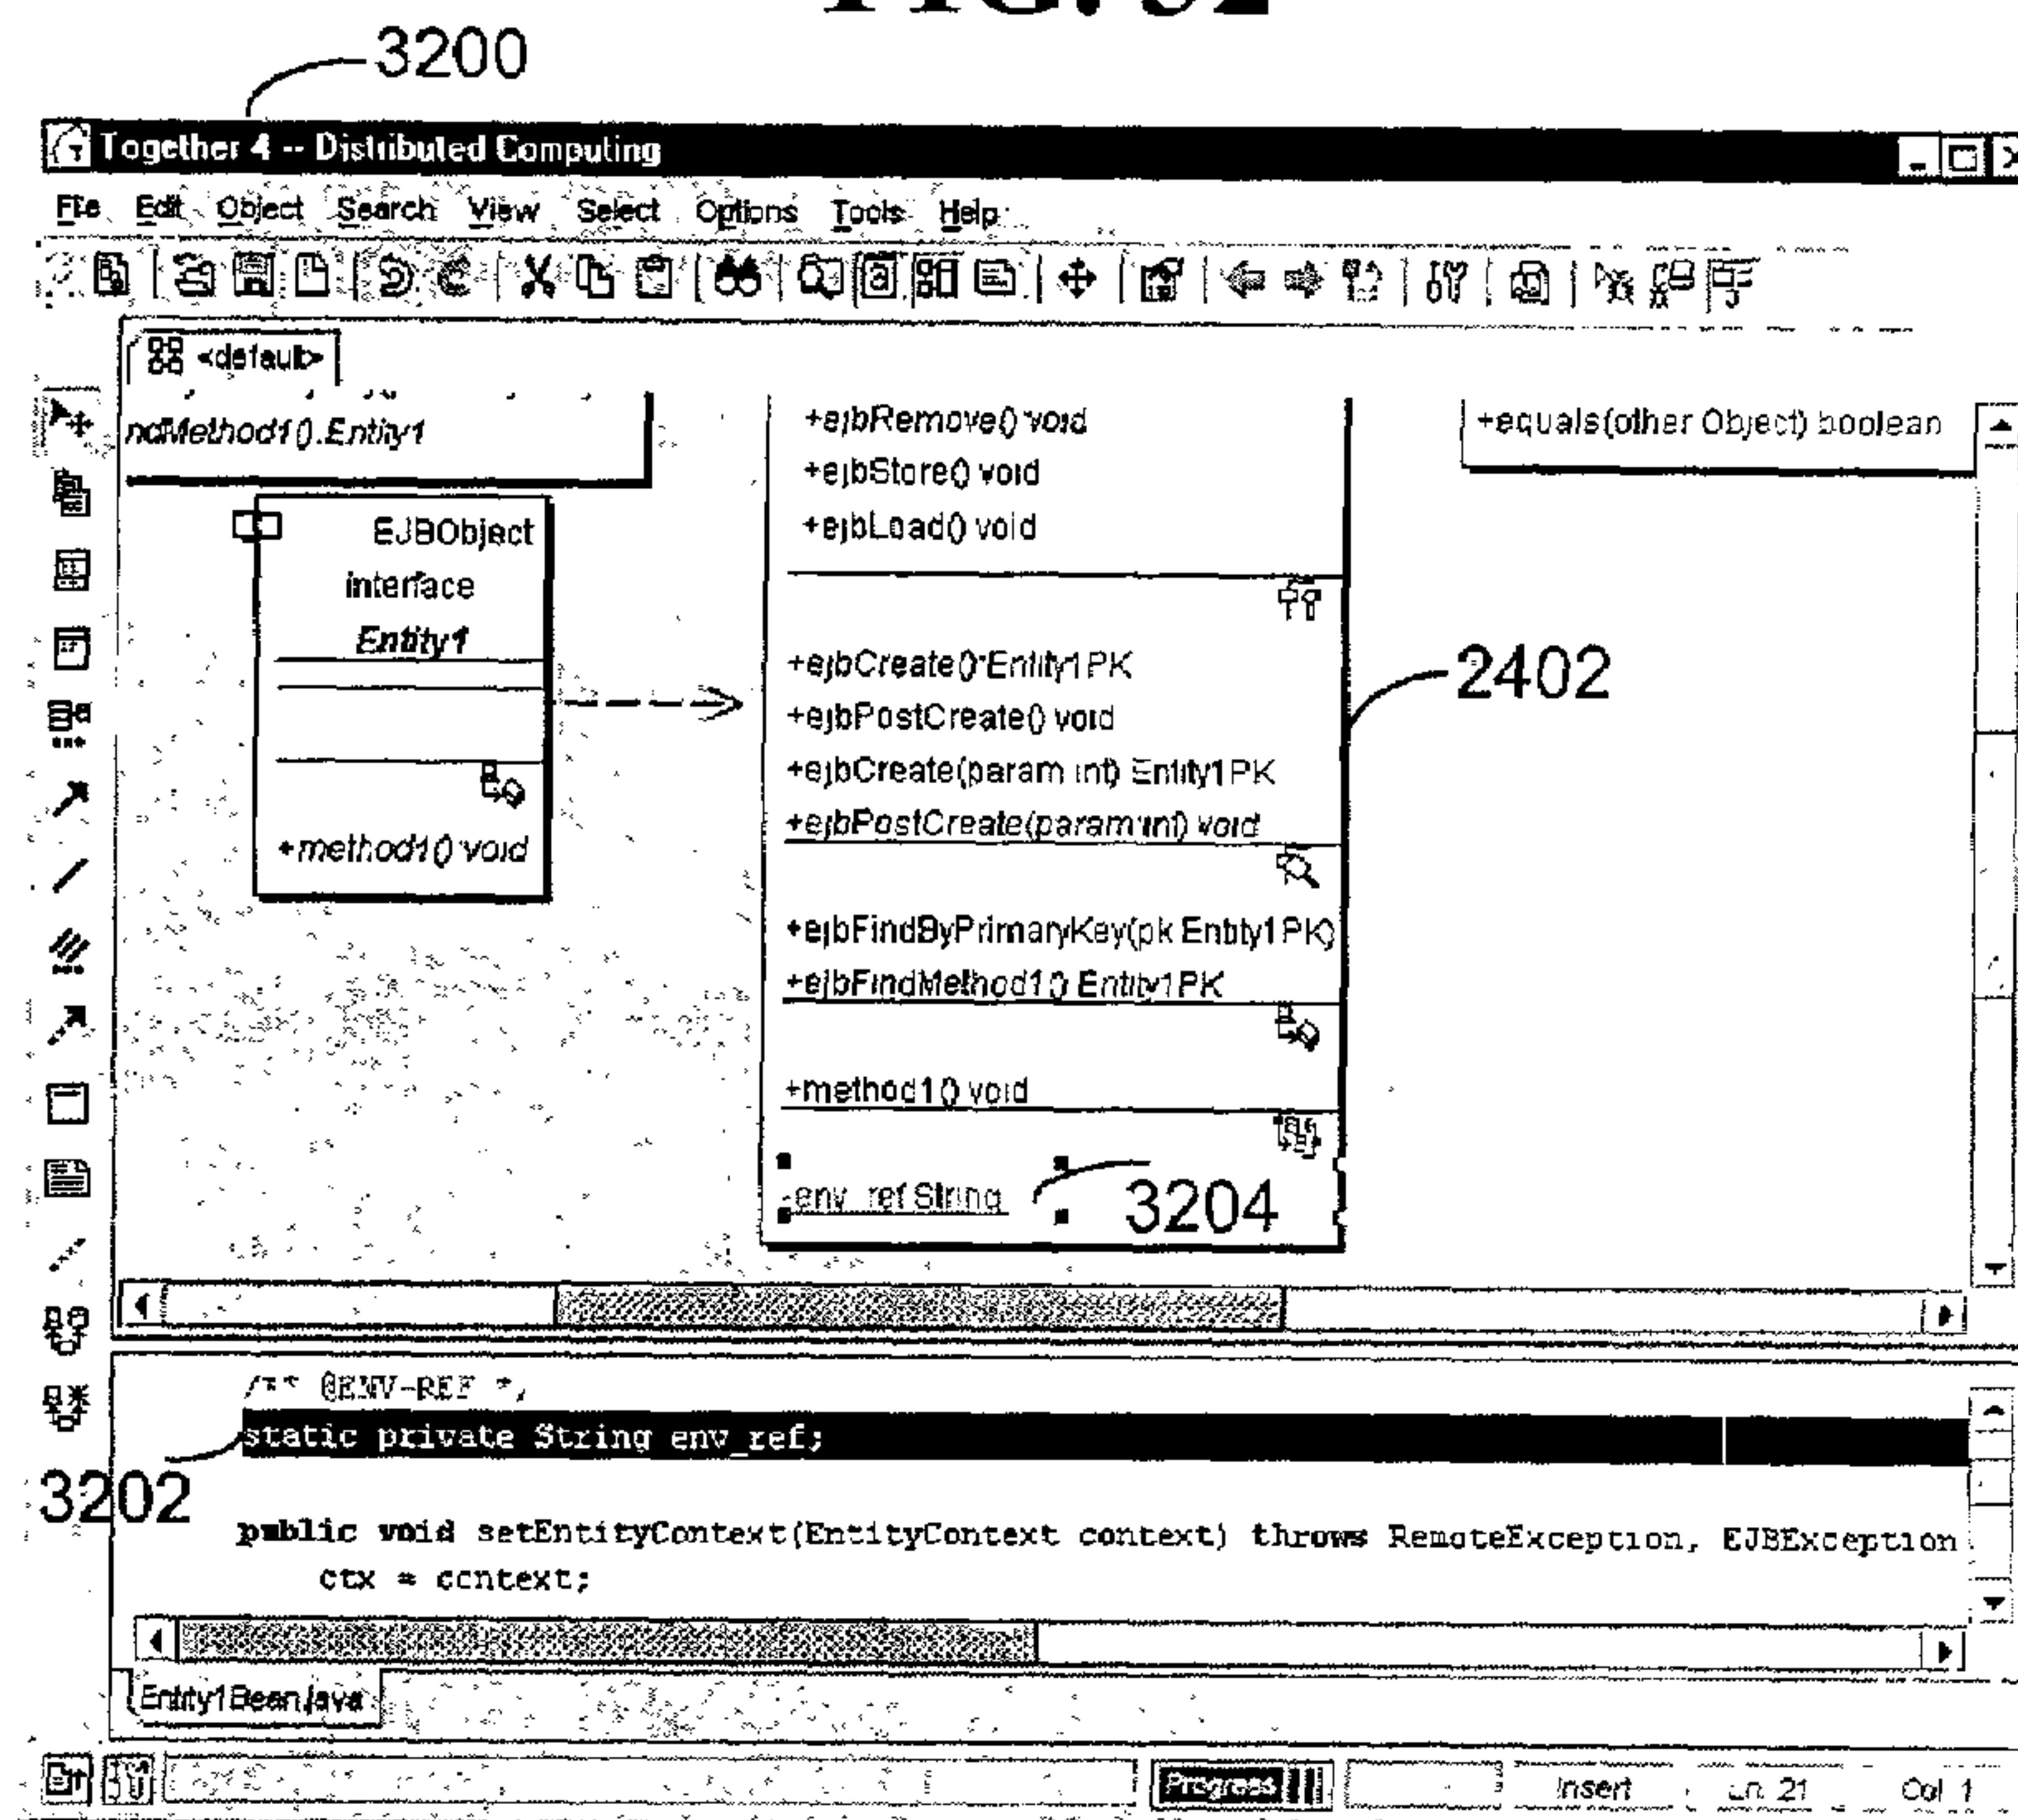 FIG. 32
3200
Together 4 -- Distributed Computing
File Edit Object Search View Select Options Tools Help
<default>
ndMethod1().Entity1
EJBObject
interface
Entity1
+method1() void
+ejbRemove() void
+ejbStore() void
+ejbLoad() void
+ejbCreate():Entity1PK
+ejbPostCreate() void
+ejbCreate(param int) Entity1PK
+ejbPostCreate(param:int) void
+ejbFindByPrimaryKey(pk Entity1PK)
+ejbFindMethod1() Entity1PK
+method1() void
-env_ref String
3204
2402
+equals(other Object) boolean
/** @ENV-REF */
static private String env_ref;
3202
public void setEntityContext(EntityContext context) throws RemoteException, EJBException
ctx = context;
Entity1Bean.java
Progress Insert Ln. 21 Col 1